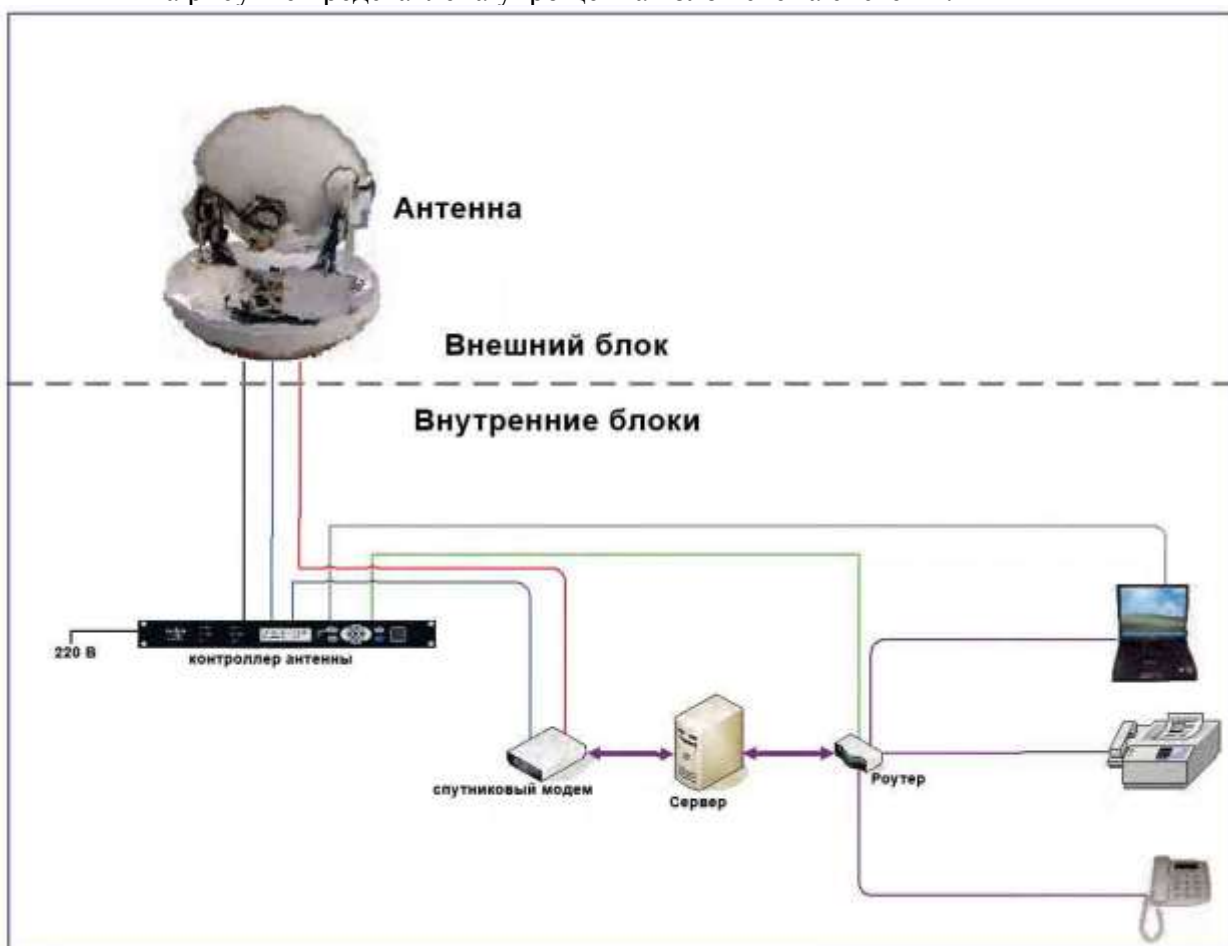 Антенна
Внешний блок
Внутренние блоки
220 В
контроллер антенны
спутниковый модем
Сервер
Роутер